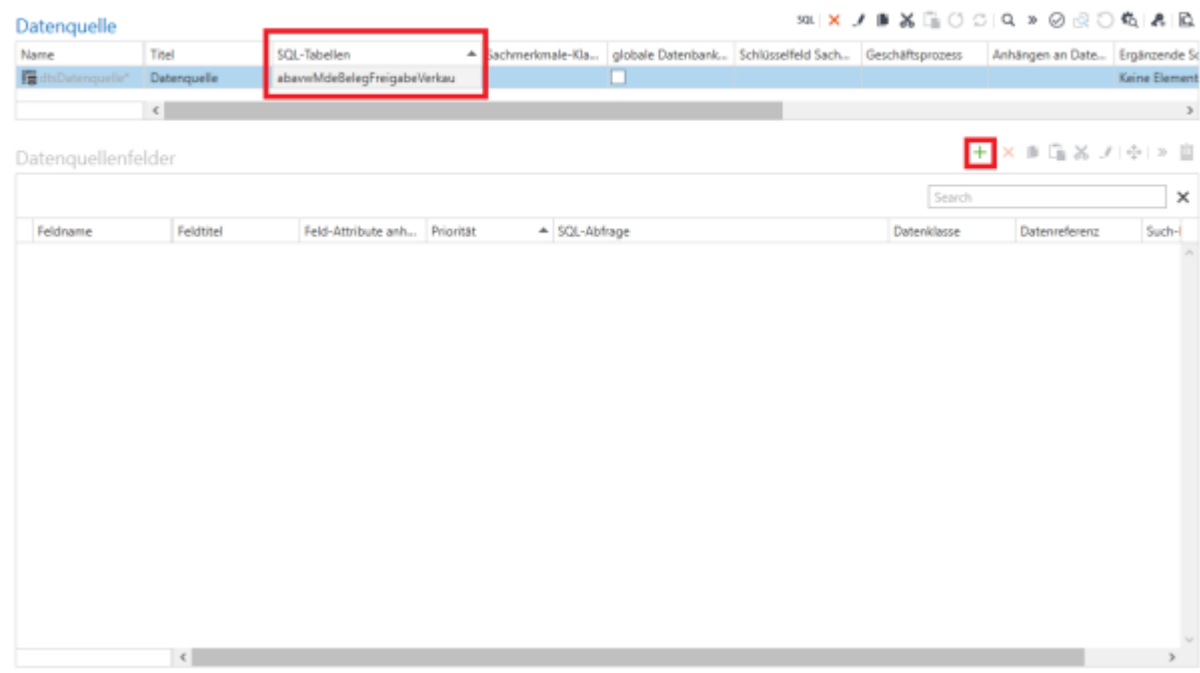 Datenquelle
SQL
Name Titel SQL-Tabellen Sachmerkmale-Kla... globale Datenbank... Schlüsselfeld Sach... Geschäftsprozess Anhängen an Date... Ergänzende Sc
dtsDatenquelle* Datenquelle abavwMdeBelegFreigabeVerkau Keine Element
Datenquellenfelder
Search
Feldname Feldtitel Feld-Attribute anh... Priorität SQL-Abfrage Datenklasse Datenreferenz Such-